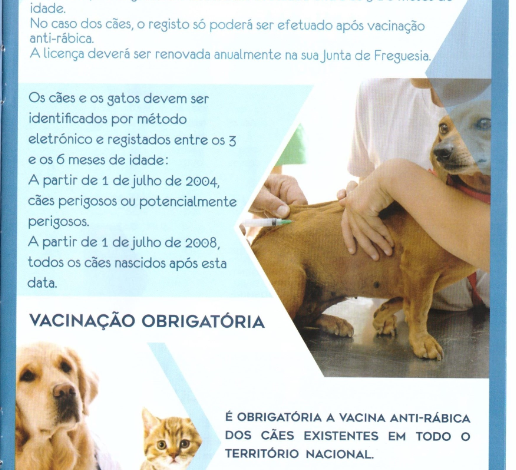 idade.
No caso dos cães, o registo só poderá ser efetuado após vacinação
anti-rábica.
A licença deverá ser renovada anualmente na sua Junta de Freguesia.
Os cães e os gatos devem ser
identificados por método
eletrónico e registados entre os 3
e os 6 meses de idade:
A partir de 1 de julho de 2004,
cães perigosos ou potencialmente
perigosos.
A partir de 1 de julho de 2008,
todos os cães nascidos após esta
data.
VACINAÇÃO OBRIGATÓRIA
É OBRIGATÓRIA A VACINA ANTI-RÁBICA
DOS CÃES EXISTENTES EM TODO O
TERRITÓRIO NACIONAL.